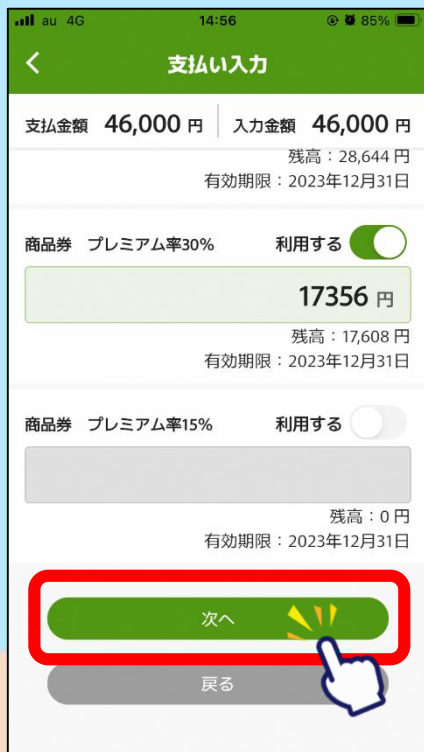 au 4G 14:56 85%
支払い入力
支払金額 46,000 円 入力金額 46,000 円
残高：28,644 円
有効期限：2023年12月31日
商品券 プレミアム率30% 利用する
17356 円
残高：17,608 円
有効期限：2023年12月31日
商品券 プレミアム率15% 利用する
残高：0 円
有効期限：2023年12月31日
次へ
戻る